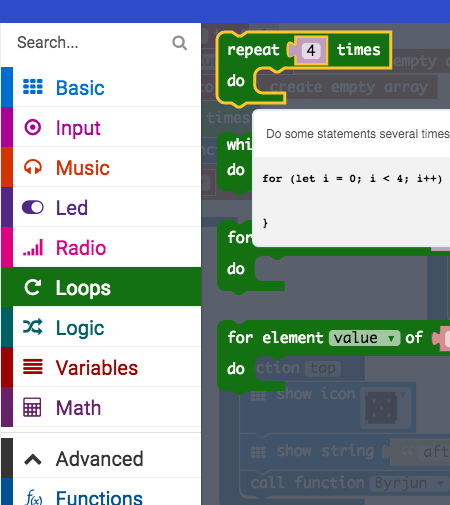 Search...
Basic
Input
Music
Led
Radio
Loops
Logic
Variables
Math
Advanced
Functions
repeat 4 times
do
empty a
create empty array
times
Do some statements several times
for (let i = 0; i < 4; i++)
}
whi
do
for
do
for element value of
do
ction tap
show icon
show string " aft
call function Byrjun